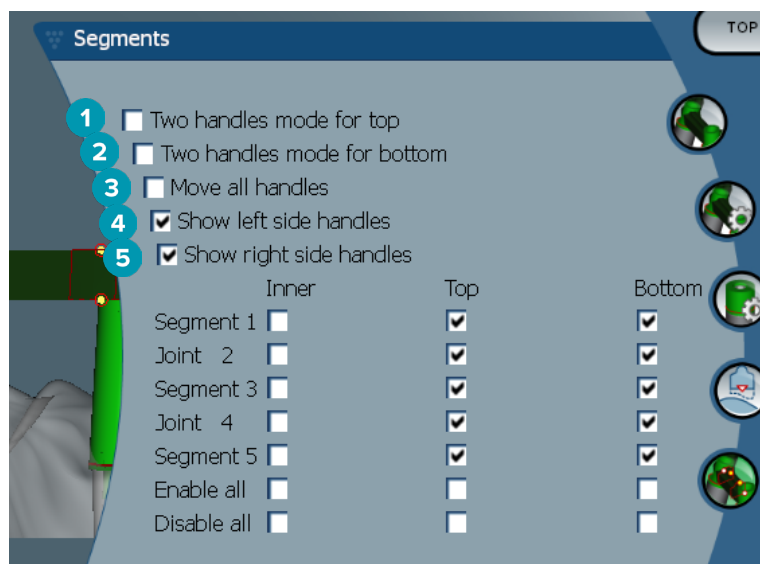 Segments
TOP
1 Two handles mode for top
2 Two handles mode for bottom
3 Move all handles
4 Show left side handles
5 Show right side handles
Inner Top Bottom
Segment 1
Joint 2
Segment 3
Joint 4
Segment 5
Enable all
Disable all